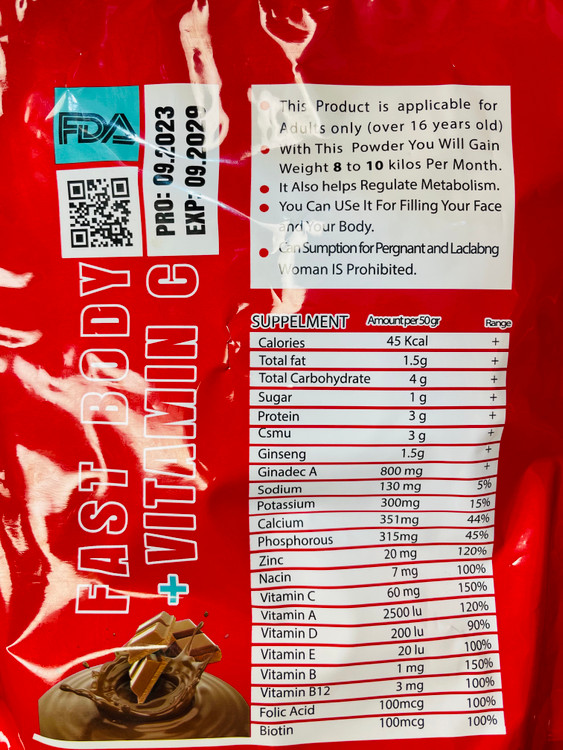 FDA
PRO: 09.2023
EXP: 09.2029
FAST BODY
+ VITAMIN C
This Product is applicable for
Adults only (over 16 years old)
With This Powder You Will Gain
Weight 8 to 10 kilos Per Month.
It Also helps Regulate Metabolism.
You Can USe It For Filling Your Face
and Your Body.
Can Sumption for Pergnant and Laclabng
Woman IS Prohibited.
SUPPELMENT Amount per 50 gr Range
Calories 45 Kcal +
Total fat 1.5g +
Total Carbohydrate 4 g +
Sugar 1 g +
Protein 3 g +
Csmu 3 g +
Ginseng 1.5g +
Ginadec A 800 mg +
Sodium 130 mg 5%
Potassium 300mg 15%
Calcium 351mg 44%
Phosphorous 315mg 45%
Zinc 20 mg 120%
Nacin 7 mg 100%
Vitamin C 60 mg 150%
Vitamin A 2500 lu 120%
Vitamin D 200 lu 90%
Vitamin E 20 lu 100%
Vitamin B 1 mg 150%
Vitamin B12 3 mg 100%
Folic Acid 100mcg 100%
Biotin 100mcg 100%